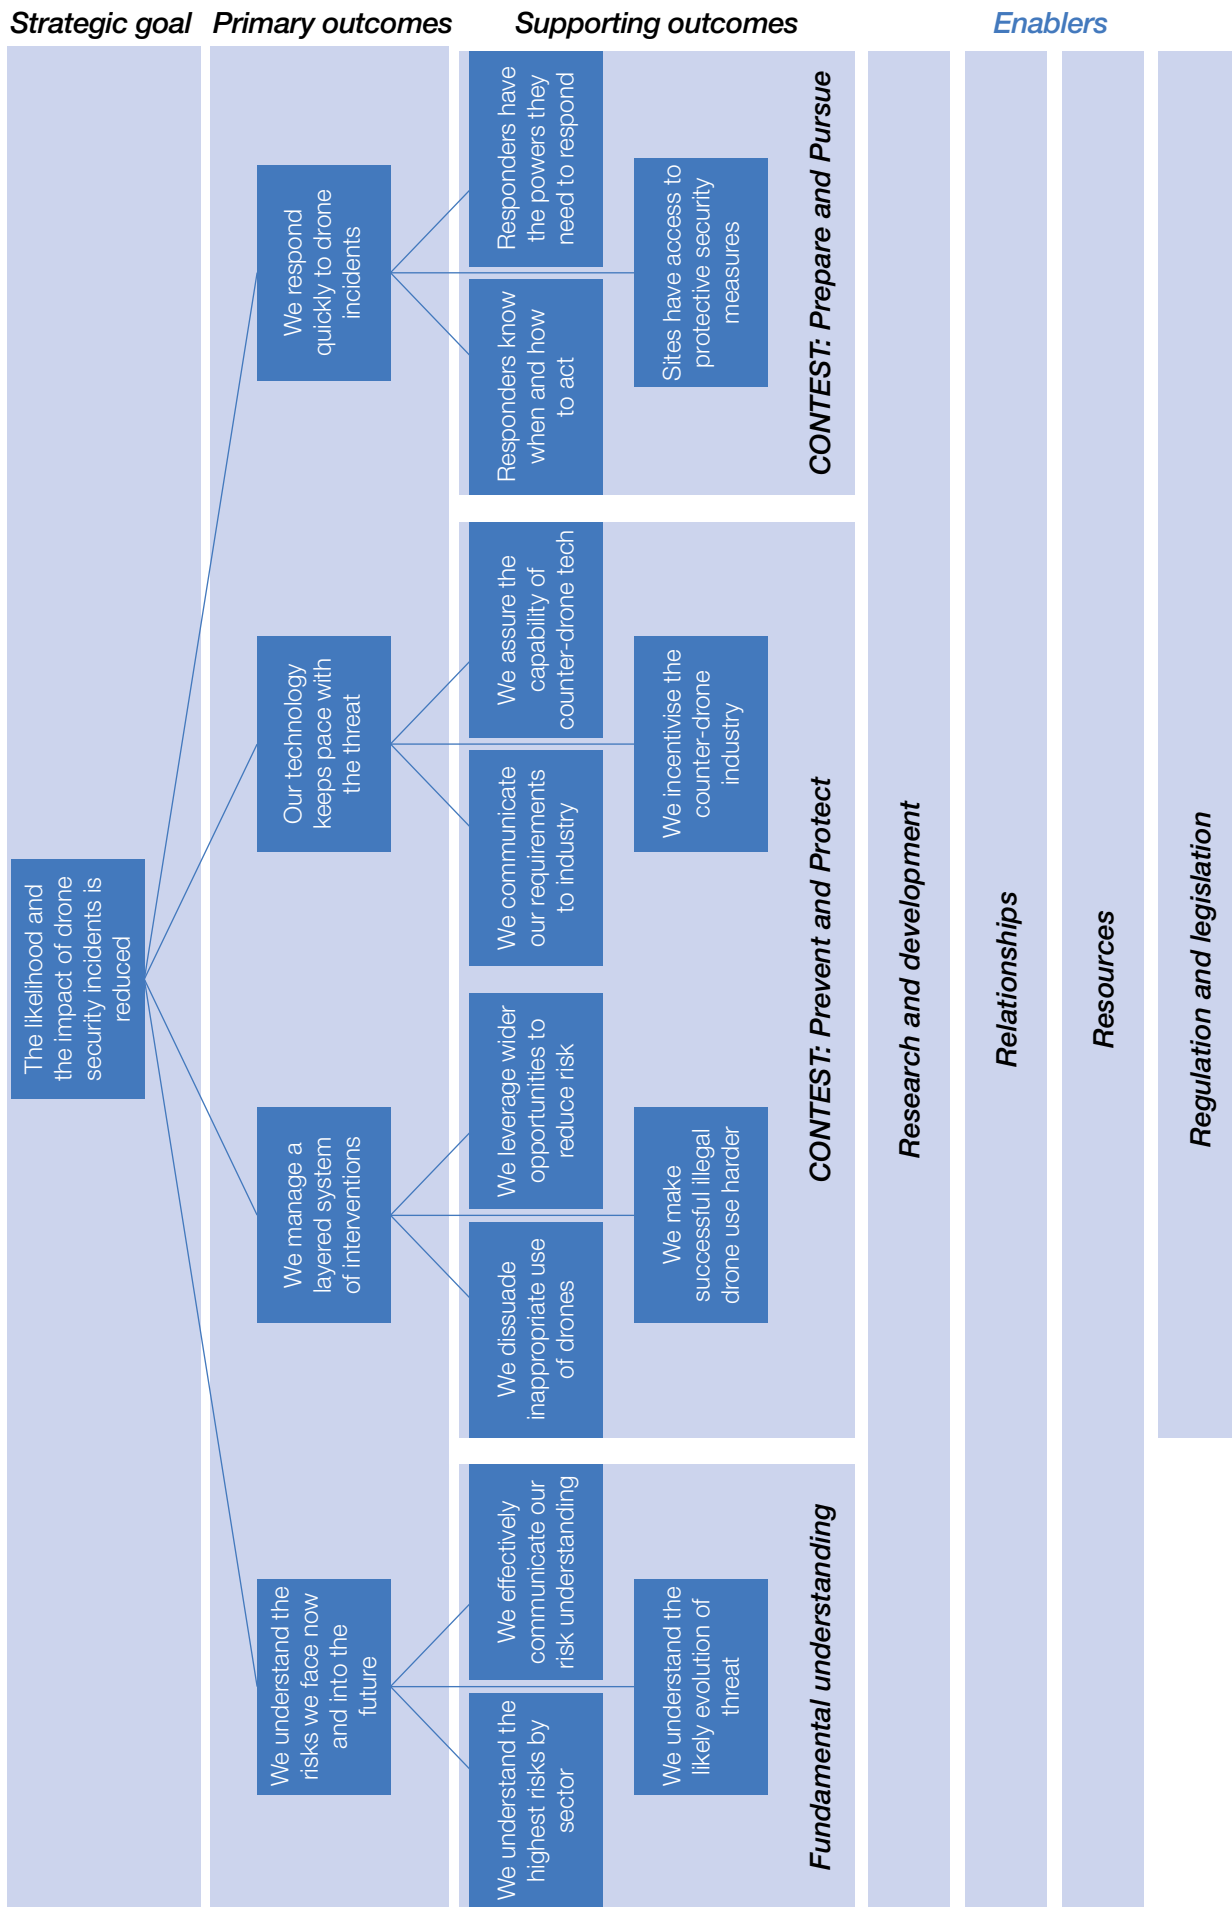 Strategic goal
The likelihood and
the impact of drone
security incidents is
reduced
Primary outcomes
We understand the
risks we face now
and into the
future
We manage a
layered system
of interventions
Our technology
keeps pace with
the threat
We respond
quickly to drone
incidents
Supporting outcomes
We understand the
highest risks by
sector
We effectively
communicate our
risk understanding
We understand the
likely evolution of
threat
Fundamental understanding
We dissuade
inappropriate use
of drones
We leverage wider
opportunities to
reduce risk
We make
successful illegal
drone use harder
We communicate
our requirements
to industry
We assure the
capability of
counter-drone tech
We incentivise the
counter-drone
industry
CONTEST: Prevent and Protect
Responders know
when and how
to act
Responders have
the powers they
need to respond
Sites have access to
protective security
measures
CONTEST: Prepare and Pursue
Enablers
Research and development
Relationships
Resources
Regulation and legislation